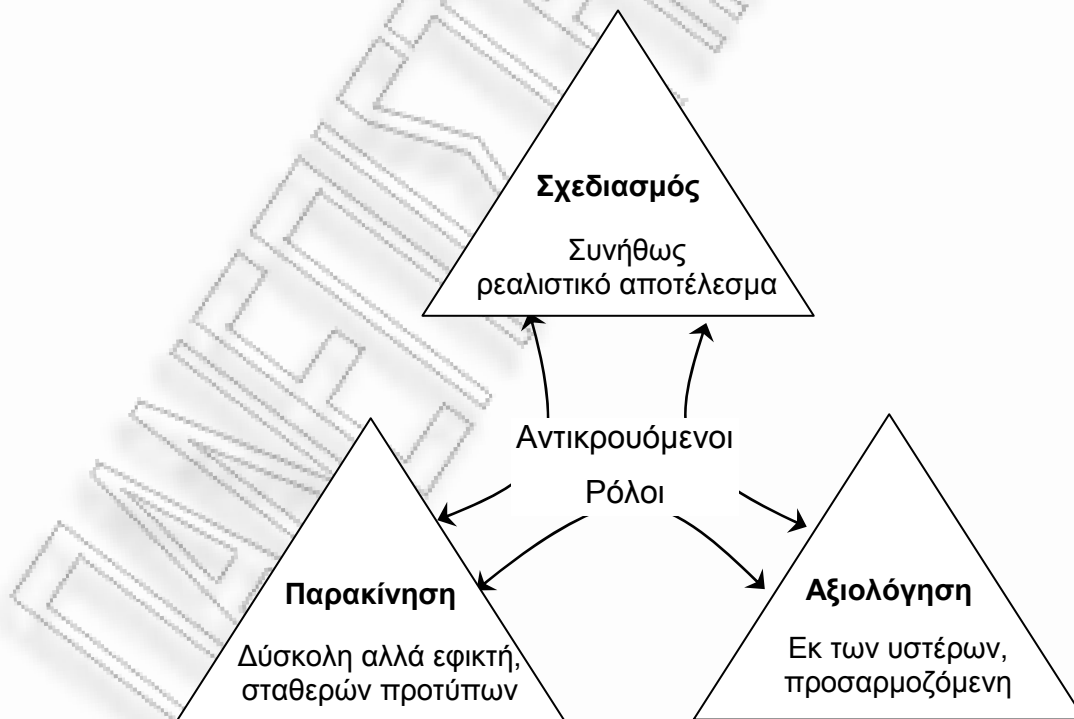 Σχεδιασμός
Συνήθως
ρεαλιστικό αποτέλεσμα
Αντικρουόμενοι
Ρόλοι
Παρακίνηση
Δύσκολη αλλά εφικτή,
σταθερών προτύπων
Αξιολόγηση
Εκ των υστέρων,
προσαρμοζόμενη